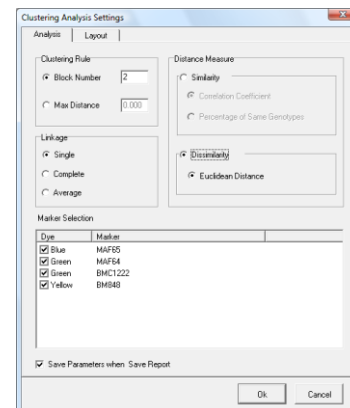 Clustering Analysis Settings
Analysis Layout
Clustering Rule
Block Number 2
Max Distance 0.000
Linkage
Single
Complete
Average
Distance Measure
Similarity
Correlation Coefficient
Percentage of Same Genotypes
Dissimilarity
Euclidean Distance
Marker Selection
Dye Marker
Blue MAF65
Green MAF64
Green BMC1222
Yellow BM848
Save Parameters when Save Report
Ok Cancel